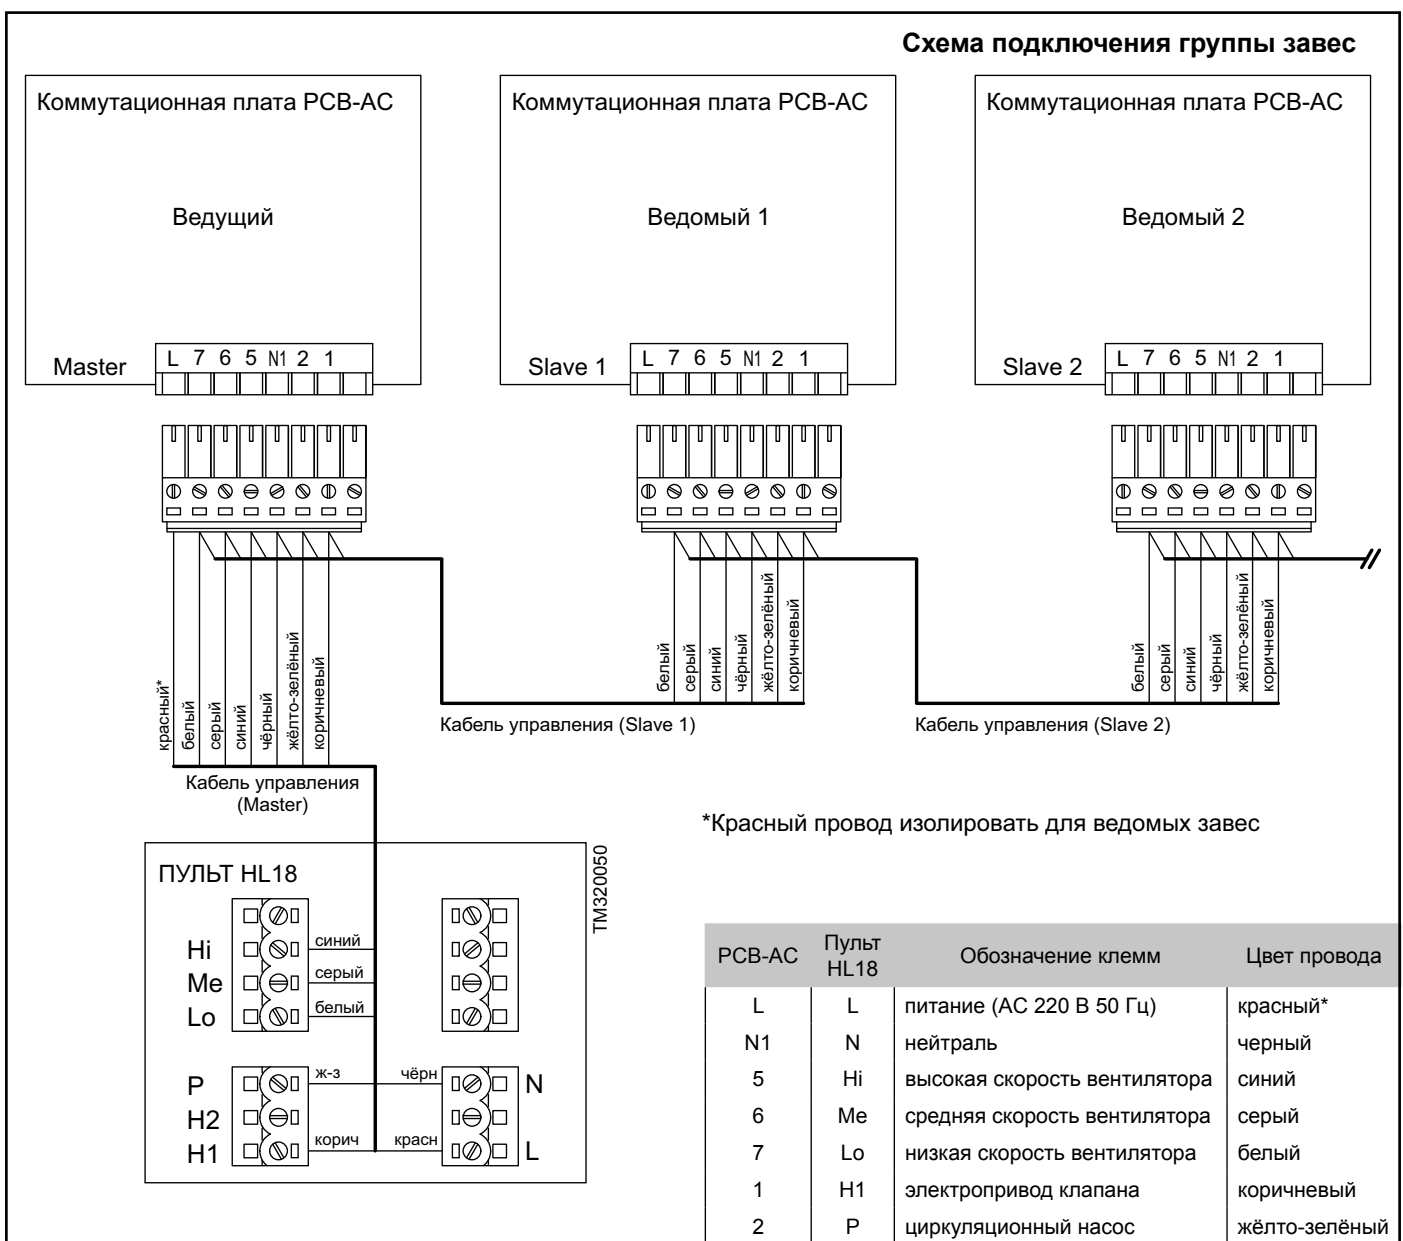 Схема подключения группы завес
Коммутационная плата PCB-AC
Коммутационная плата PCB-AC
Коммутационная плата PCB-AC
Ведущий
Ведомый 1
Ведомый 2
Master
L 7 6 5 N1 2 1
Slave 1
L 7 6 5 N1 2 1
Slave 2
L 7 6 5 N1 2 1
красный*
белый
серый
синий
чёрный
жёлто-зелёный
коричневый
белый
серый
синий
чёрный
жёлто-зелёный
коричневый
белый
серый
синий
чёрный
жёлто-зелёный
коричневый
Кабель управления (Slave 1)
Кабель управления (Slave 2)
Кабель управления
(Master)
*Красный провод изолировать для ведомых завес
ПУЛЬТ HL18
TM320050
Hi
синий
Me
серый
Lo
белый
P
ж-з
чёрн
N
H2
H1
корич
красн
L
PCB-AC
Пульт
HL18
Обозначение клемм
Цвет провода
L L питание (AC 220 В 50 Гц) красный*
N1 N нейтраль черный
5 Hi высокая скорость вентилятора синий
6 Me средняя скорость вентилятора серый
7 Lo низкая скорость вентилятора белый
1 H1 электропривод клапана коричневый
2 P циркуляционный насос жёлто-зелёный